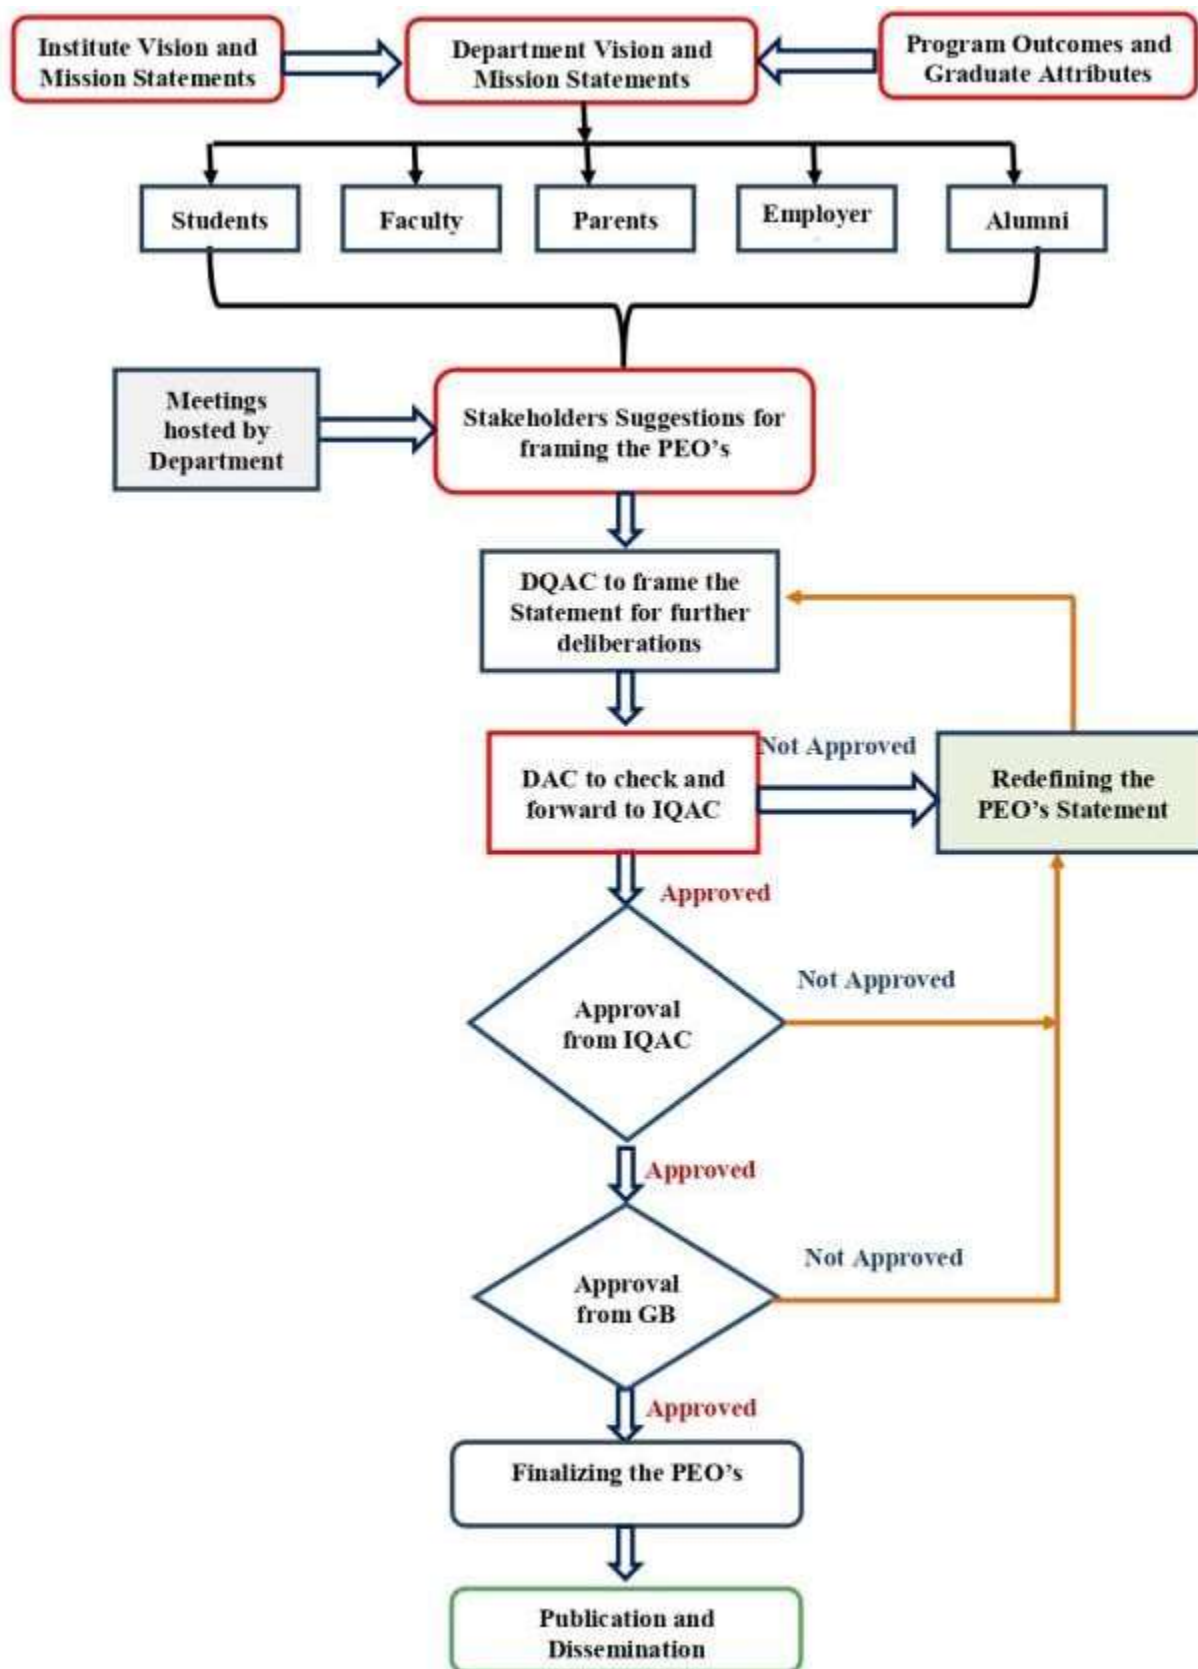 Institute Vision and
Mission Statements
Department Vision and
Mission Statements
Program Outcomes and
Graduate Attributes
Students
Faculty
Parents
Employer
Alumni
Meetings
hosted by
Department
Stakeholders Suggestions for
framing the PEO's
DQAC to frame the
Statement for further
deliberations
DAC to check and
forward to IQAC
Not Approved
Redefining the
PEO's Statement
Approved
Approval
from IQAC
Not Approved
Approved
Approval
from GB
Not Approved
Approved
Finalizing the PEO's
Publication and
Dissemination